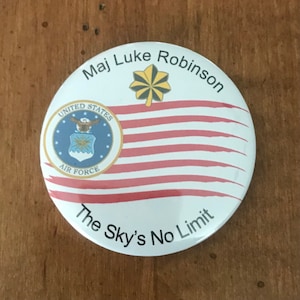 Maj Luke Robinson
UNITED STATES
AIR FORCE
The Sky's No Limit